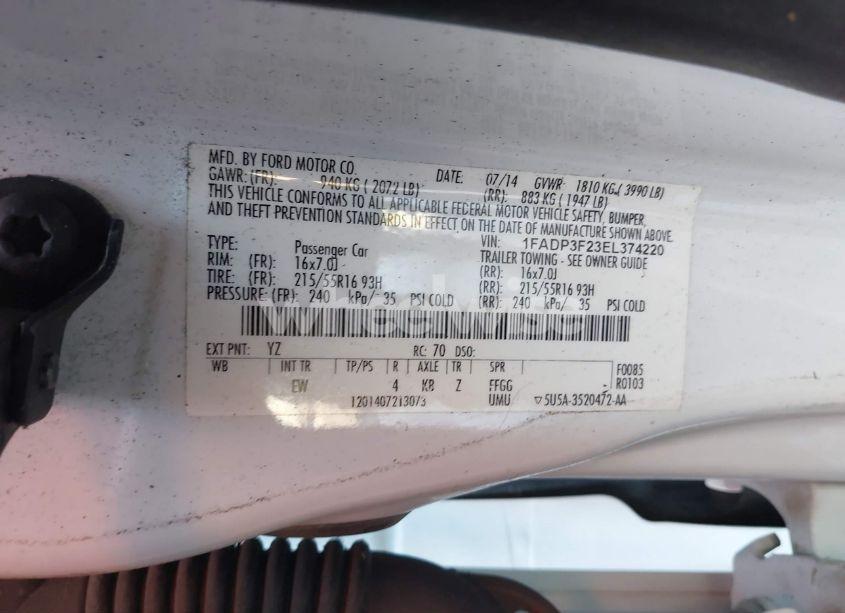 MFD. BY FORD MOTOR CO.
DATE: 07/14 GVWR: 1810 KG.( 3990 LB)
GAWR: (FR): 940 KG ( 2072 LB) (RR): 883 KG ( 1947 LB)
THIS VEHICLE CONFORMS TO ALL APPLICABLE FEDERAL MOTOR VEHICLE SAFETY, BUMPER,
AND THEFT PREVENTION STANDARDS IN EFFECT ON THE DATE OF MANUFACTURE SHOWN ABOVE.
VIN: 1FADP3F23EL374220
TYPE: Passenger Car TRAILER TOWING - SEE OWNER GUIDE
RIM: (FR): 16x7.0J (RR): 16x7.0J
TIRE: (FR): 215/55R16 93H (RR): 215/55R16 93H
PRESSURE: (FR): 240 kPa/ 35 PSI COLD (RR): 240 kPa/ 35 PSI COLD
EXT PNT: YZ RC: 70 DSO:
WB INT TR TP/PS R AXLE TR SPR F0085
EW 4 KB Z FFGG - R0103
1201407213073 UMU ▽5U5A-3520472-AA